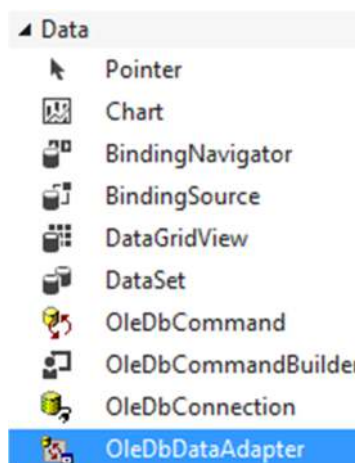 Data
Pointer
Chart
BindingNavigator
BindingSource
DataGridView
DataSet
OleDbCommand
OleDbCommandBuilder
OleDbConnection
OleDbDataAdapter